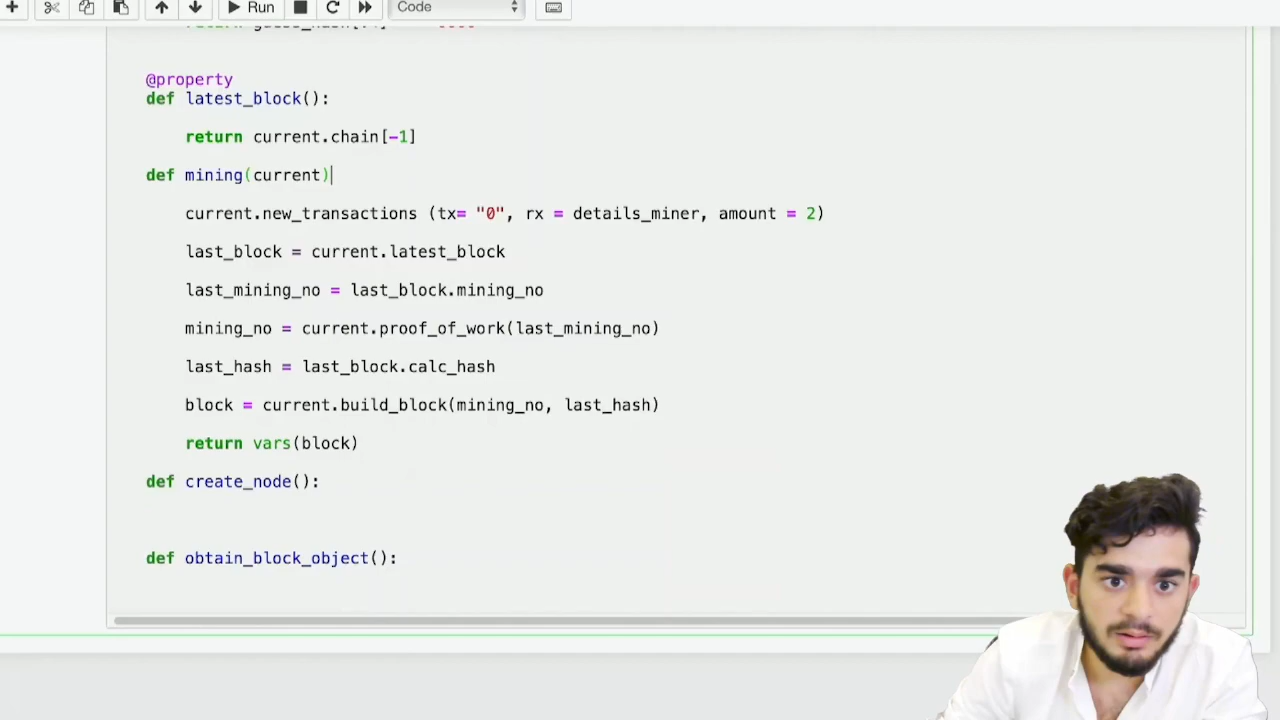 Run
Code
@property
def latest_block():
return current.chain[-1]
def mining(current)
current.new_transactions (tx= "0", rx = details_miner, amount = 2)
last_block = current.latest_block
last_mining_no = last_block.mining_no
mining_no = current.proof_of_work(last_mining_no)
last_hash = last_block.calc_hash
block = current.build_block(mining_no, last_hash)
return vars(block)
def create_node():
def obtain_block_object():